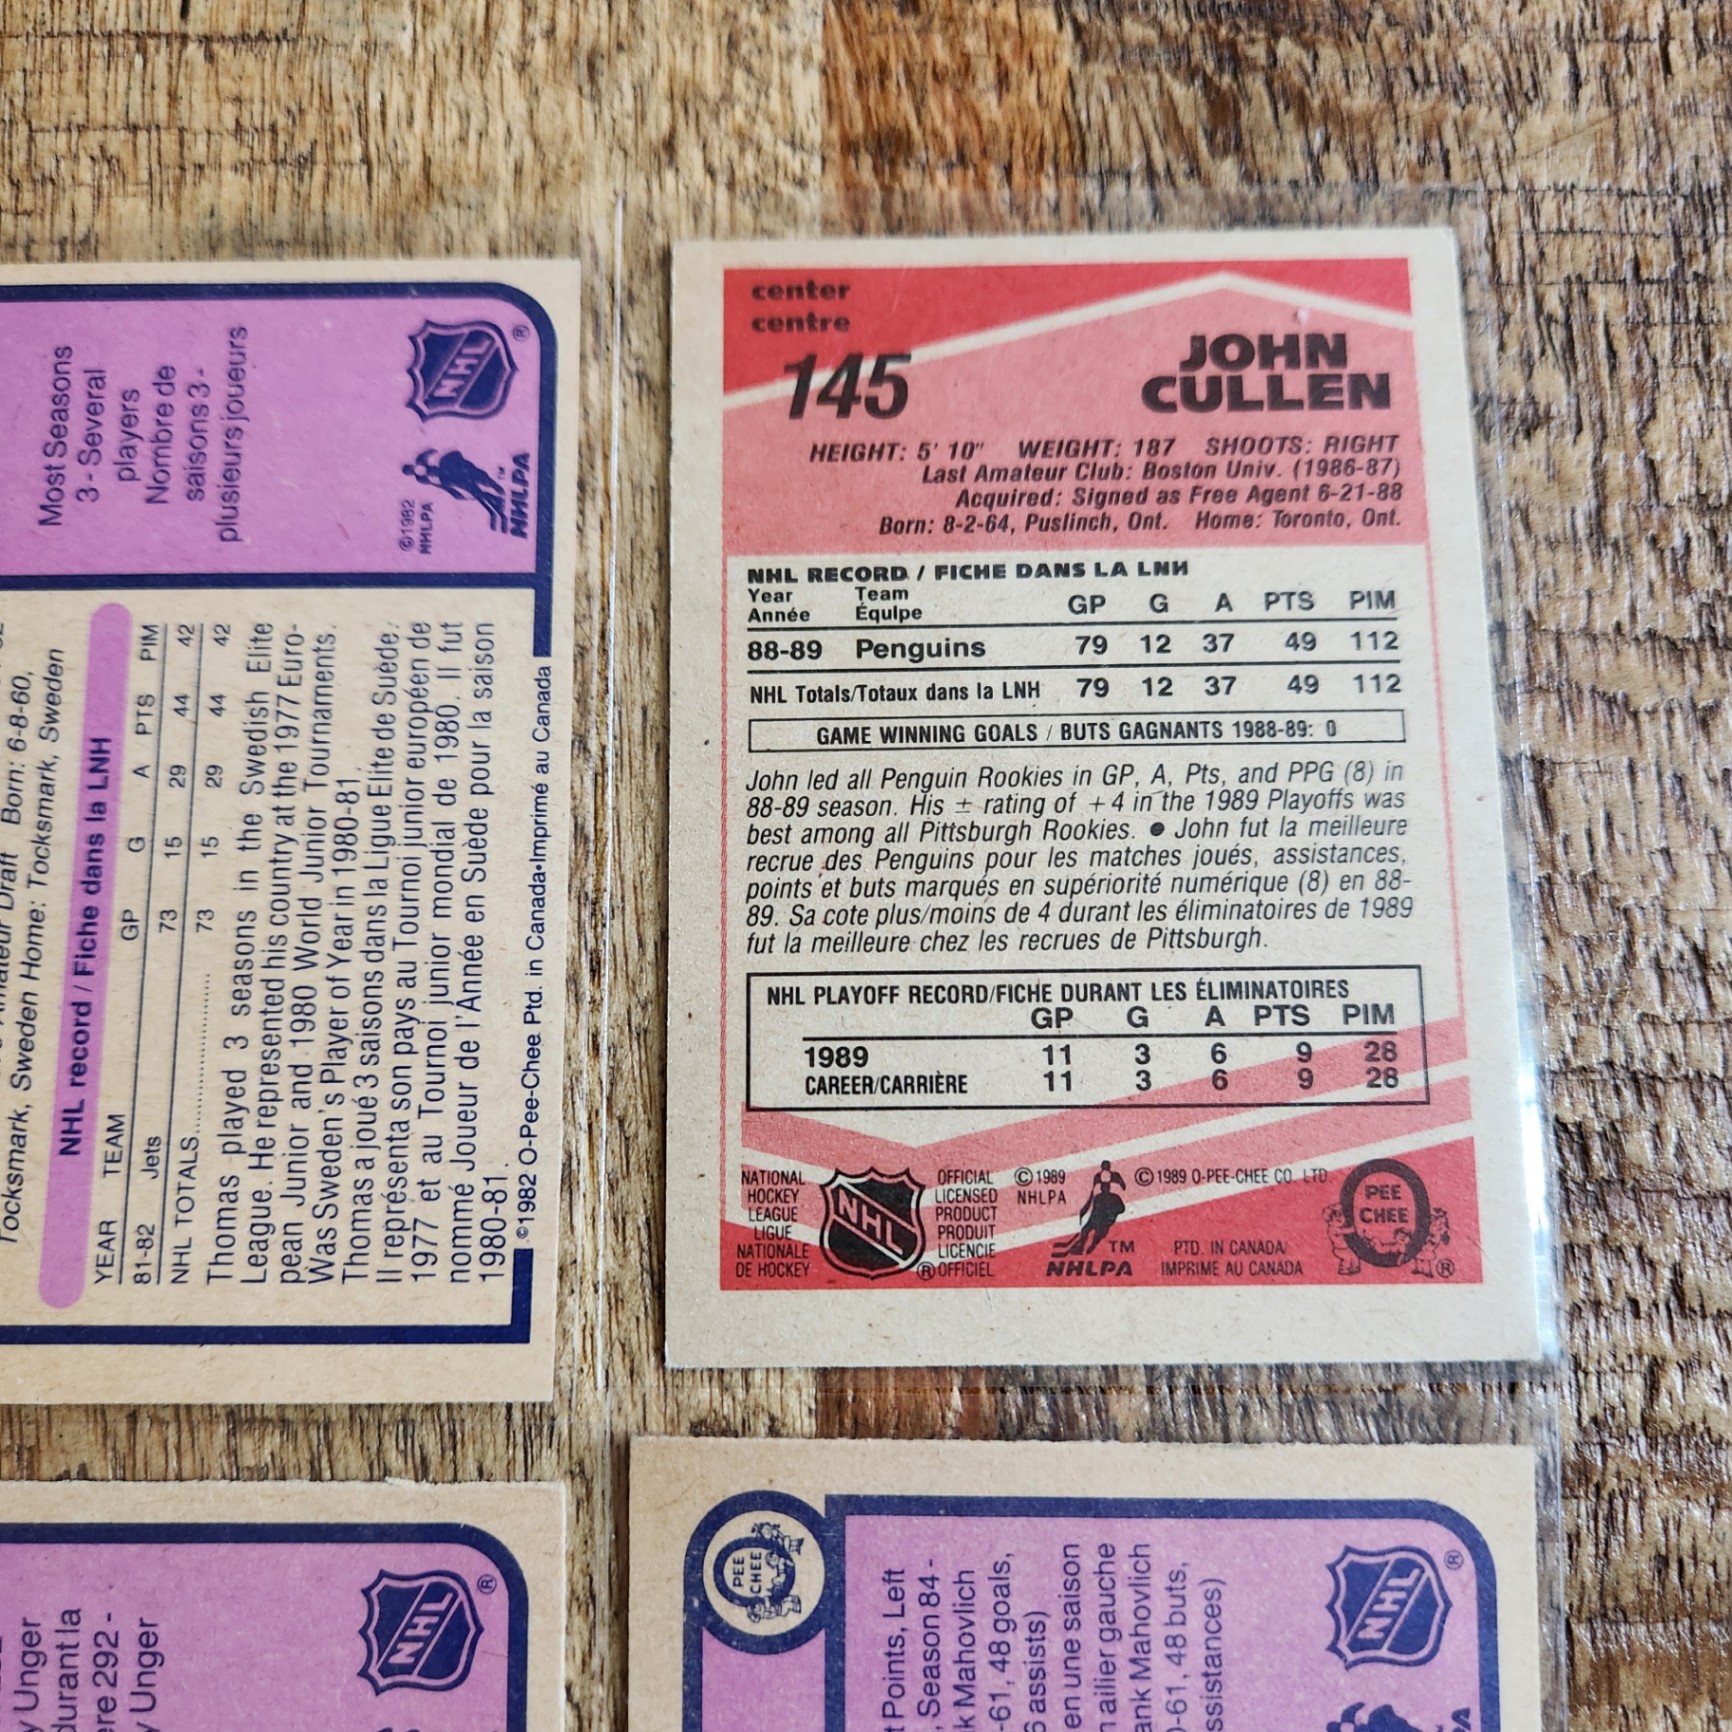 Most Seasons
3 - Several
players
Nombre de
saisons 3 -
plusieurs joueurs
NHL
®
©1982
NHLPA
™
NHLPA
Draft Born: 6-8-60,
Tocksmark, Sweden Home: Tocksmark, Sweden
NHL record / Fiche dans la LNH
YEAR TEAM GP G A PTS PIM
81-82 Jets 73 15 29 44 42
NHL TOTALS 73 15 29 44 42
Thomas played 3 seasons in the Swedish Elite
League. He represented his country at the 1977 Euro-
pean Junior and 1980 World Junior Tournaments.
Was Sweden's Player of Year in 1980-81.
Thomas a joué 3 saisons dans la Ligue Elite de Suède.
Il représenta son pays au Tournoi junior européen de
1977 et au Tournoi junior mondial de 1980. Il fut
nommé Joueur de l'Année en Suède pour la saison
1980-81.
©1982 O-Pee-Chee Ptd. in Canada•Imprimé au Canada
center
centre
145
JOHN
CULLEN
HEIGHT: 5' 10" WEIGHT: 187 SHOOTS: RIGHT
Last Amateur Club: Boston Univ. (1986-87)
Acquired: Signed as Free Agent 6-21-88
Born: 8-2-64, Puslinch, Ont. Home: Toronto, Ont.
NHL RECORD / FICHE DANS LA LNH
Year Team
Année Équipe GP G A PTS PIM
88-89 Penguins 79 12 37 49 112
NHL Totals/Totaux dans la LNH 79 12 37 49 112
GAME WINNING GOALS / BUTS GAGNANTS 1988-89: 0
John led all Penguin Rookies in GP, A, Pts, and PPG (8) in
88-89 season. His ± rating of +4 in the 1989 Playoffs was
best among all Pittsburgh Rookies. ● John fut la meilleure
recrue des Penguins pour les matches joués, assistances,
points et buts marqués en supériorité numérique (8) en 88-
89. Sa cote plus/moins de 4 durant les éliminatoires de 1989
fut la meilleure chez les recrues de Pittsburgh.
NHL PLAYOFF RECORD/FICHE DURANT LES ÉLIMINATOIRES
GP G A PTS PIM
1989 11 3 6 9 28
CAREER/CARRIÈRE 11 3 6 9 28
NATIONAL
HOCKEY
LEAGUE
LIGUE
NATIONALE
DE HOCKEY
NHL
®
OFFICIAL
LICENSED
PRODUCT
PRODUIT
LICENCIE
OFFICIEL
©1989
NHLPA
TM
NHLPA
©1989 O-PEE-CHEE CO. LTD.
PTD. IN CANADA/
IMPRIME AU CANADA
O
PEE
CHEE
®
Unger
durant la
292 -
Unger
NHL
®
O
PEE
CHEE
Points, Left
Season 84 -
Mahovlich
-61, 48 goals,
assists)
en une saison
ailier gauche
Mahovlich
-61, 48 buts,
NHL
®